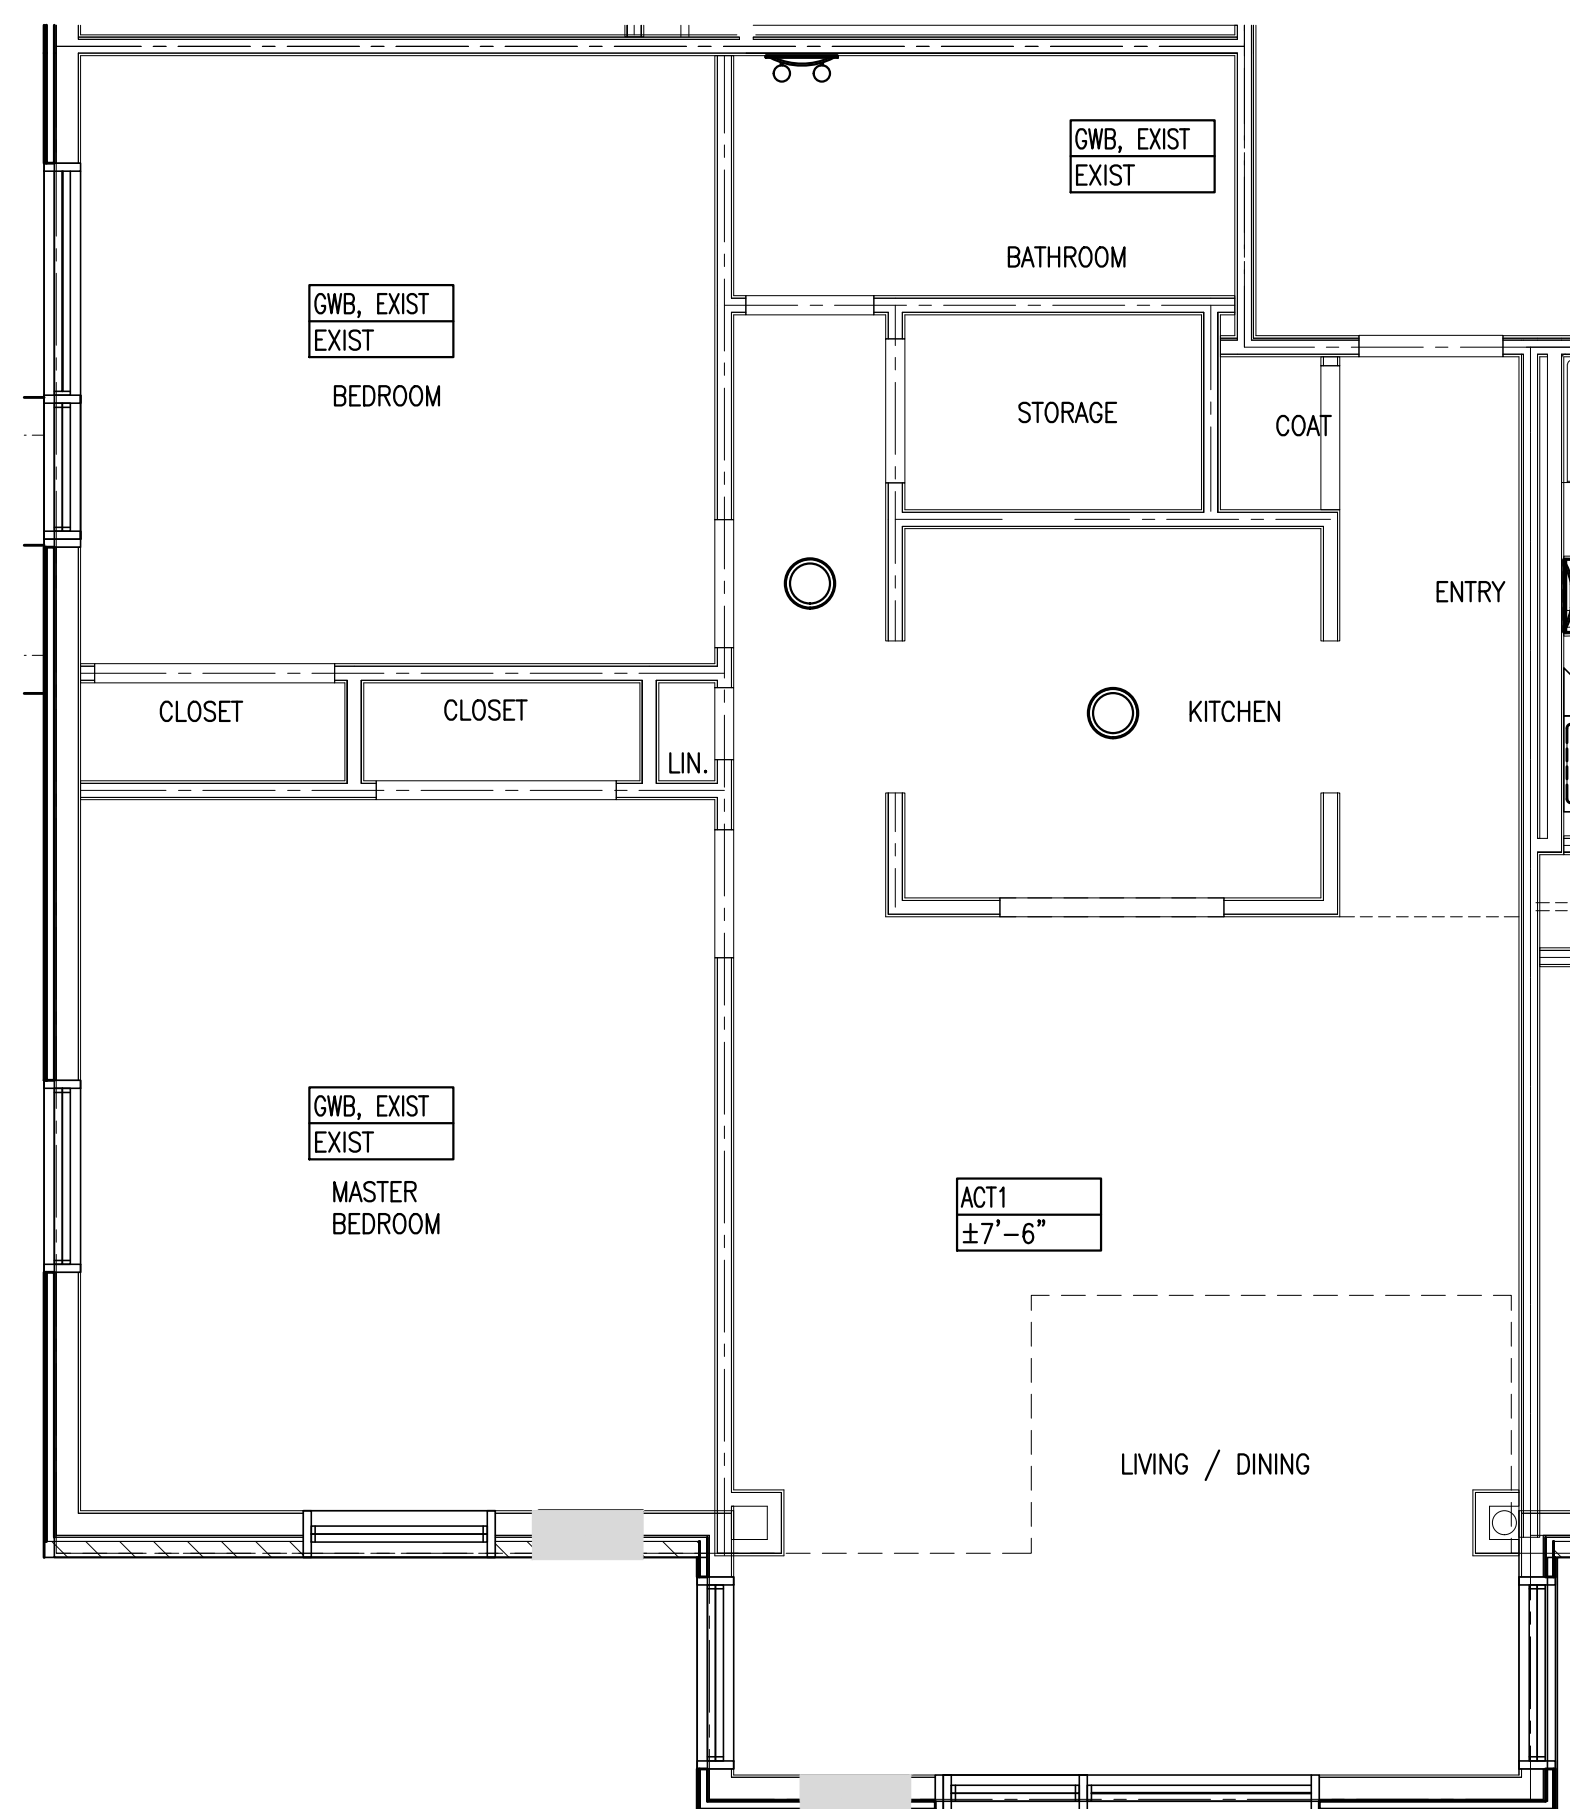 GWB, EXIST
EXIST
BATHROOM
GWB, EXIST
EXIST
BEDROOM
STORAGE
COAT
ENTRY
CLOSET
CLOSET
LIN.
KITCHEN
GWB, EXIST
EXIST
MASTER
BEDROOM
ACT1
±7'-6"
LIVING / DINING